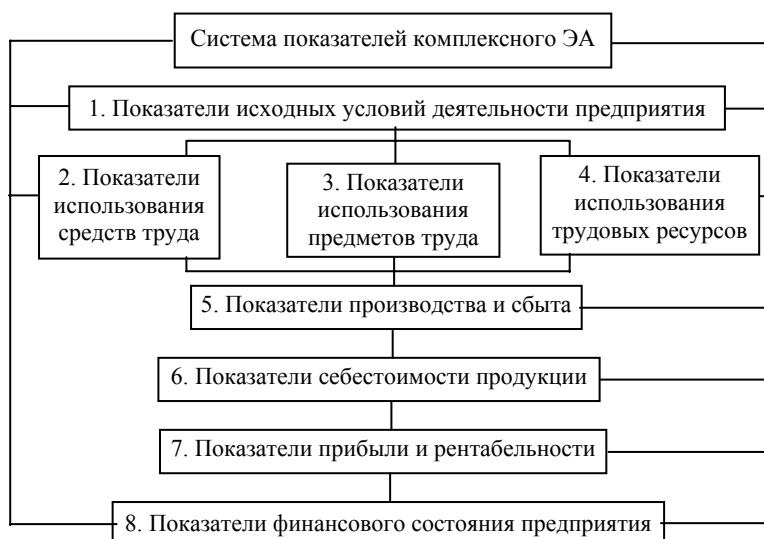 Система показателей комплексного ЭА
1. Показатели исходных условий деятельности предприятия
2. Показатели
использования
средств труда
3. Показатели
использования
предметов труда
4. Показатели
использования
трудовых ресурсов
5. Показатели производства и сбыта
6. Показатели себестоимости продукции
7. Показатели прибыли и рентабельности
8. Показатели финансового состояния предприятия